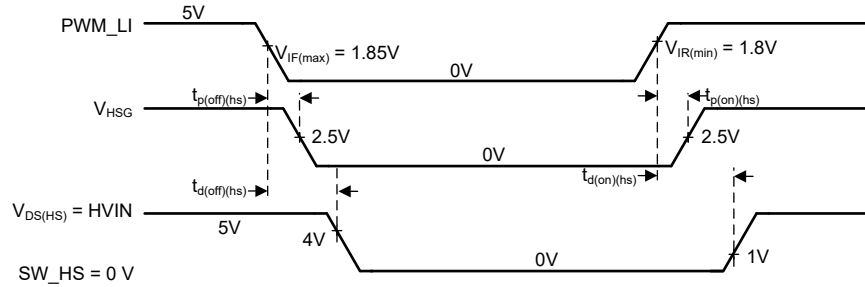 5V
PWM_LI
V_IF(max) = 1.85V
0V
V_IR(min) = 1.8V
t_p(off)(hs)
t_p(on)(hs)
V_HSG
2.5V
2.5V
0V
t_d(off)(hs)
t_d(on)(hs)
V_DS(HS) = HVIN
5V
4V
0V
1V
SW_HS = 0 V